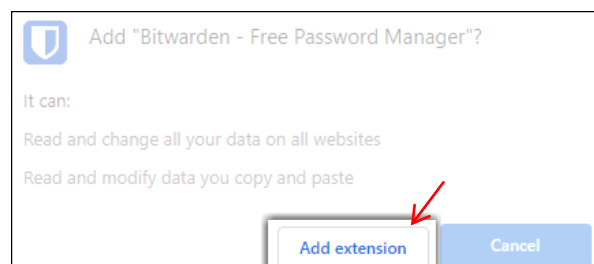 Add "Bitwarden - Free Password Manager"?
It can:
Read and change all your data on all websites
Read and modify data you copy and paste
Add extension
Cancel